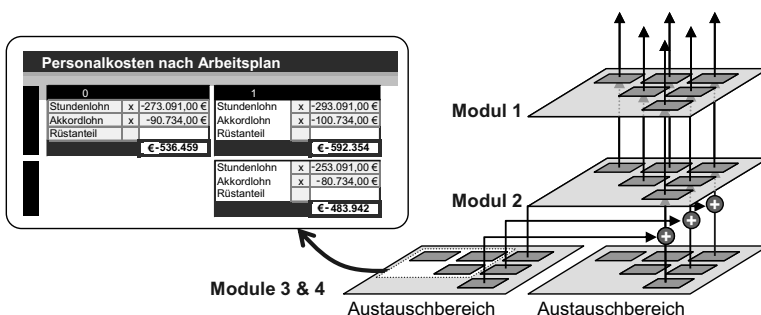 Personalkosten nach Arbeitsplan
0 1
Stundenlohn x -273.091,00 € Stundenlohn x -293.091,00 €
Akkordlohn x -90.734,00 € Akkordlohn x -100.734,00 €
Rüstanteil Rüstanteil
€-536.459 €-592.354
Stundenlohn x -253.091,00 €
Akkordlohn x -80.734,00 €
Rüstanteil
€-483.942
Modul 1
Modul 2
+
+
+
Module 3 & 4
Austauschbereich Austauschbereich